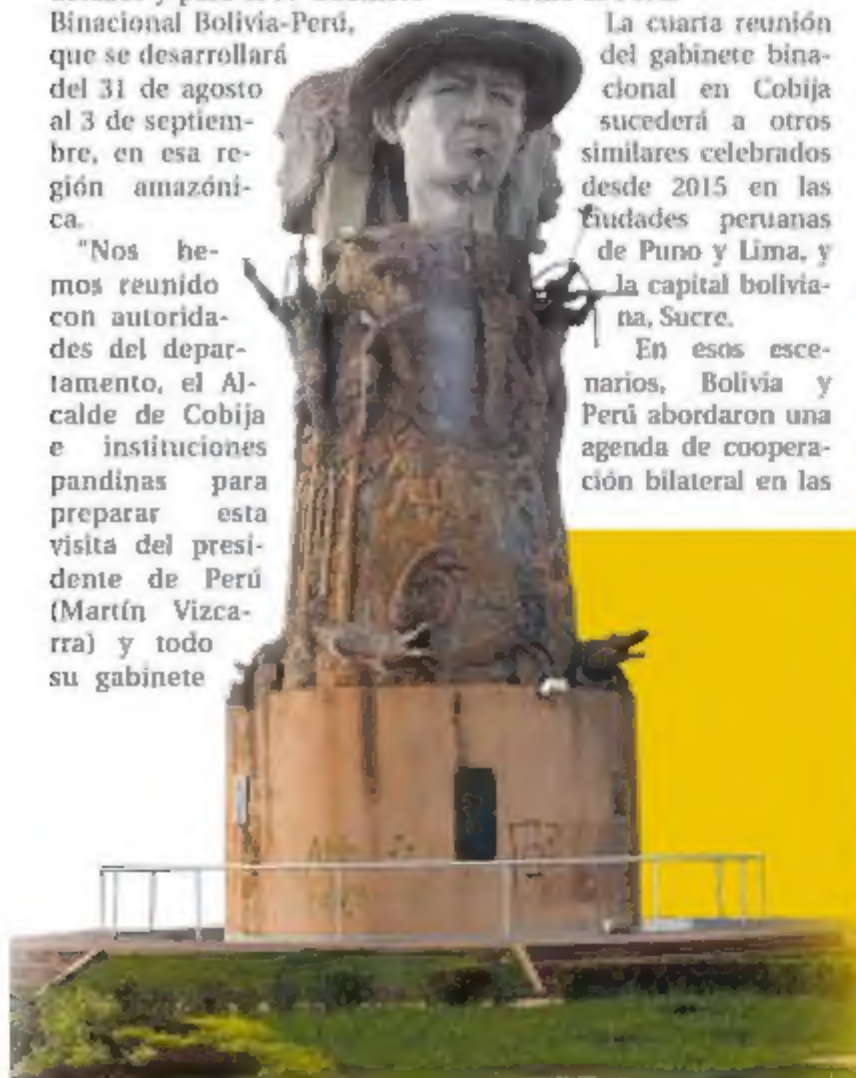 Binacional Bolivia-Perú,
que se desarrollará
del 31 de agosto
al 3 de septiem-
bre, en esa re-
gión amazóni-
ca.
"Nos he-
mos reunido
con autorida-
des del depar-
tamento, el Al-
calde de Cobija
e instituciones
pandinas para
preparar esta
visita del presi-
dente de Perú
(Martín Vizca-
rra) y todo
su gabinete
La cuarta reunión
del gabinete bina-
cional en Cobija
sucederá a otros
similares celebrados
desde 2015 en las
ciudades peruanas
de Puno y Lima, y
la capital bolivia-
na, Sucre.
En esos esce-
narios, Bolivia y
Perú abordaron una
agenda de coopera-
ción bilateral en las